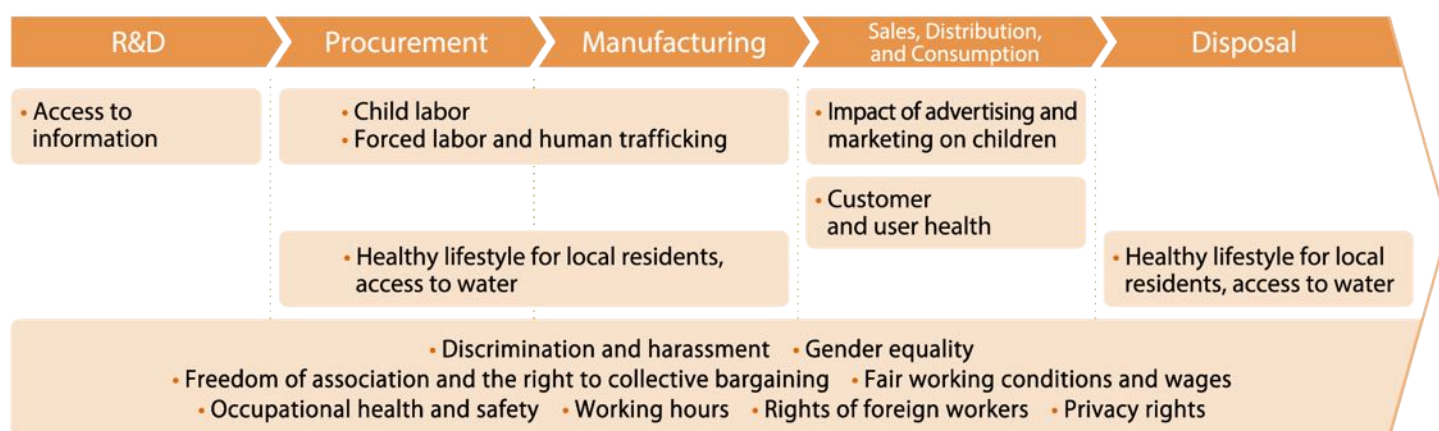 R&D
Procurement
Manufacturing
Sales, Distribution,
and Consumption
Disposal
• Access to
information
• Child labor
• Forced labor and human trafficking
• Impact of advertising and
marketing on children
• Customer
and user health
• Healthy lifestyle for local residents,
access to water
• Healthy lifestyle for local
residents, access to water
• Discrimination and harassment • Gender equality
• Freedom of association and the right to collective bargaining • Fair working conditions and wages
• Occupational health and safety • Working hours • Rights of foreign workers • Privacy rights